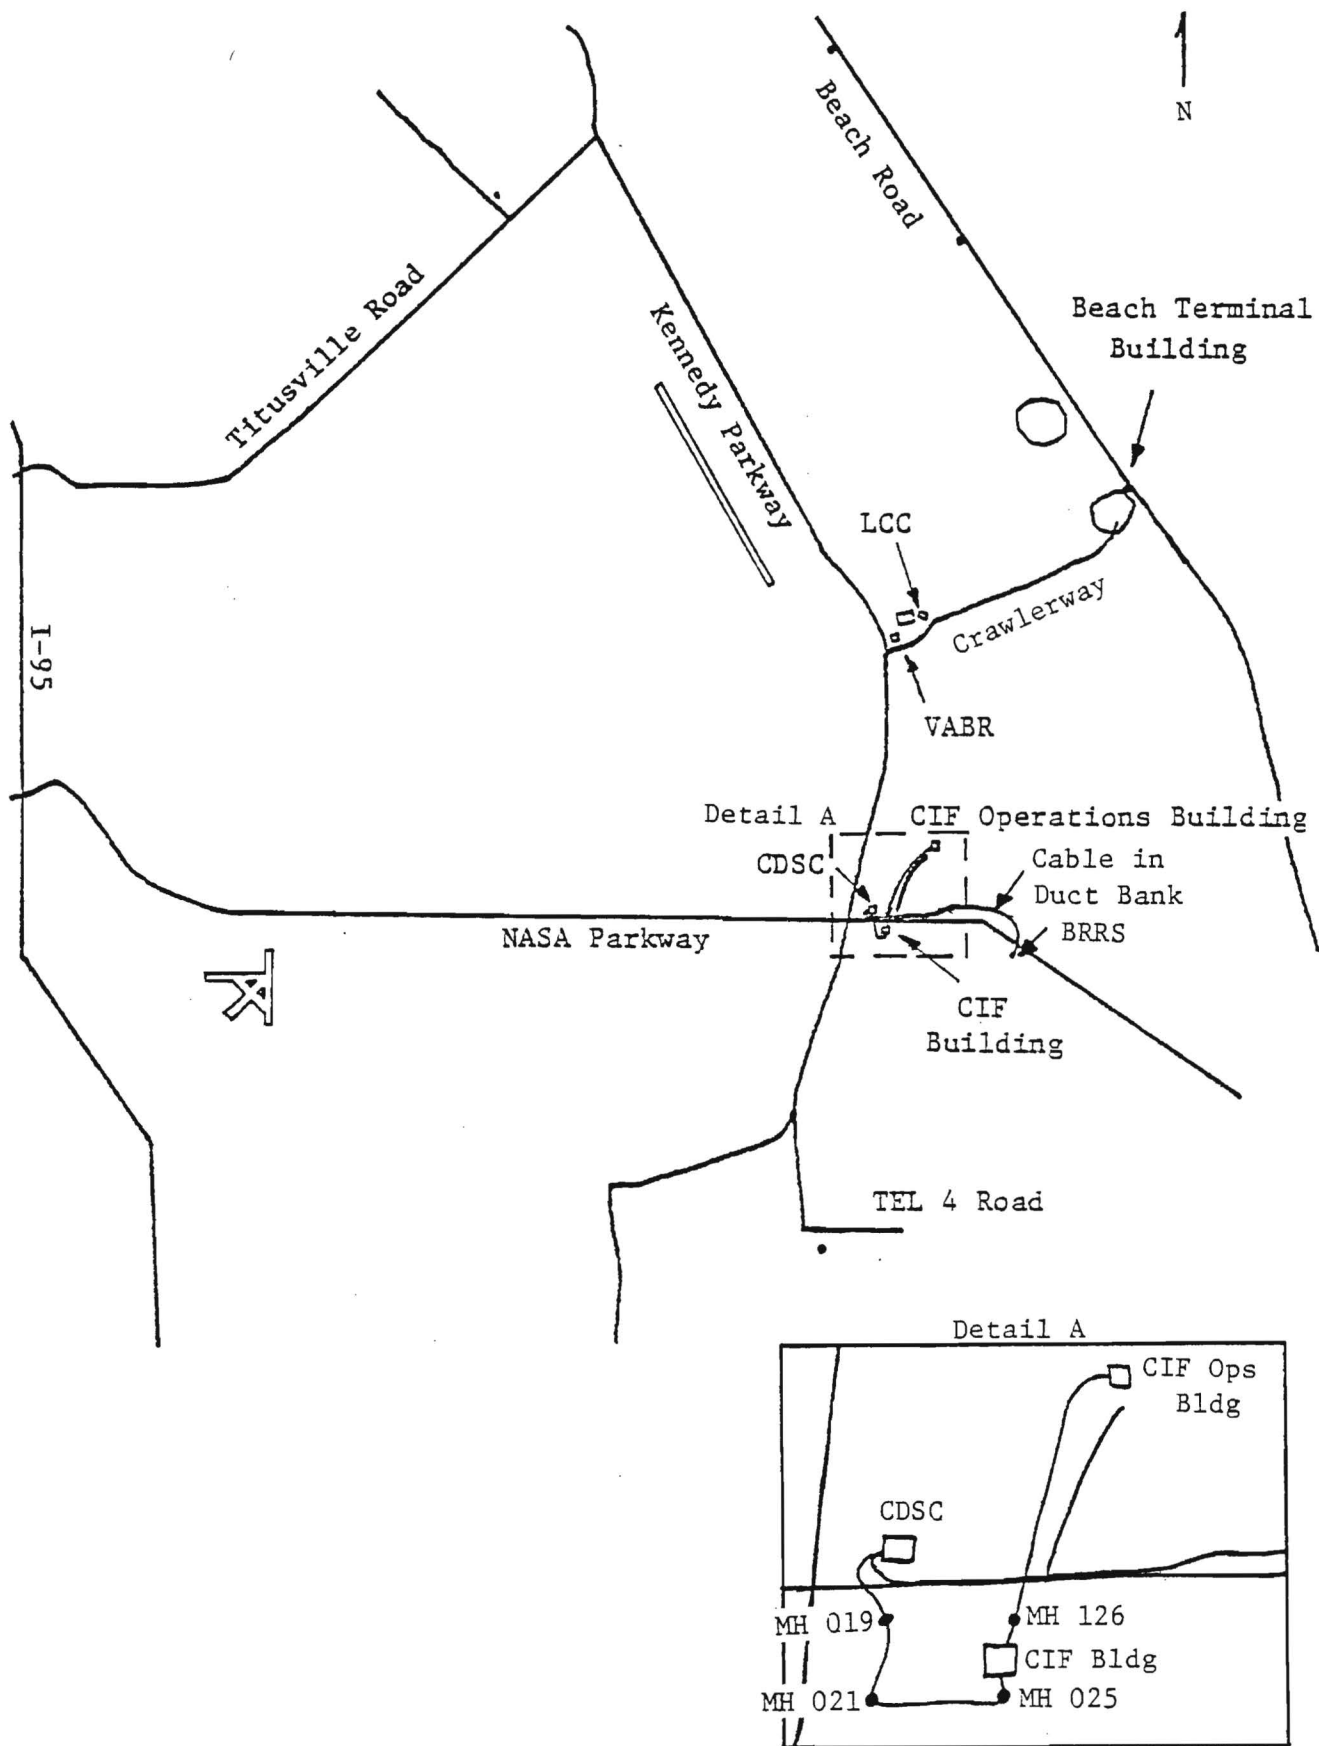 N
Beach Road
Beach Terminal
Building
Titusville Road
Kennedy Parkway
LCC
Crawlerway
I-95
VABR
Detail A
CIF Operations Building
CDSC
Cable in
Duct Bank
NASA Parkway
BRRS
CIF
Building
TEL 4 Road
Detail A
CIF Ops
Bldg
CDSC
MH 019
MH 126
CIF Bldg
MH 021
MH 025